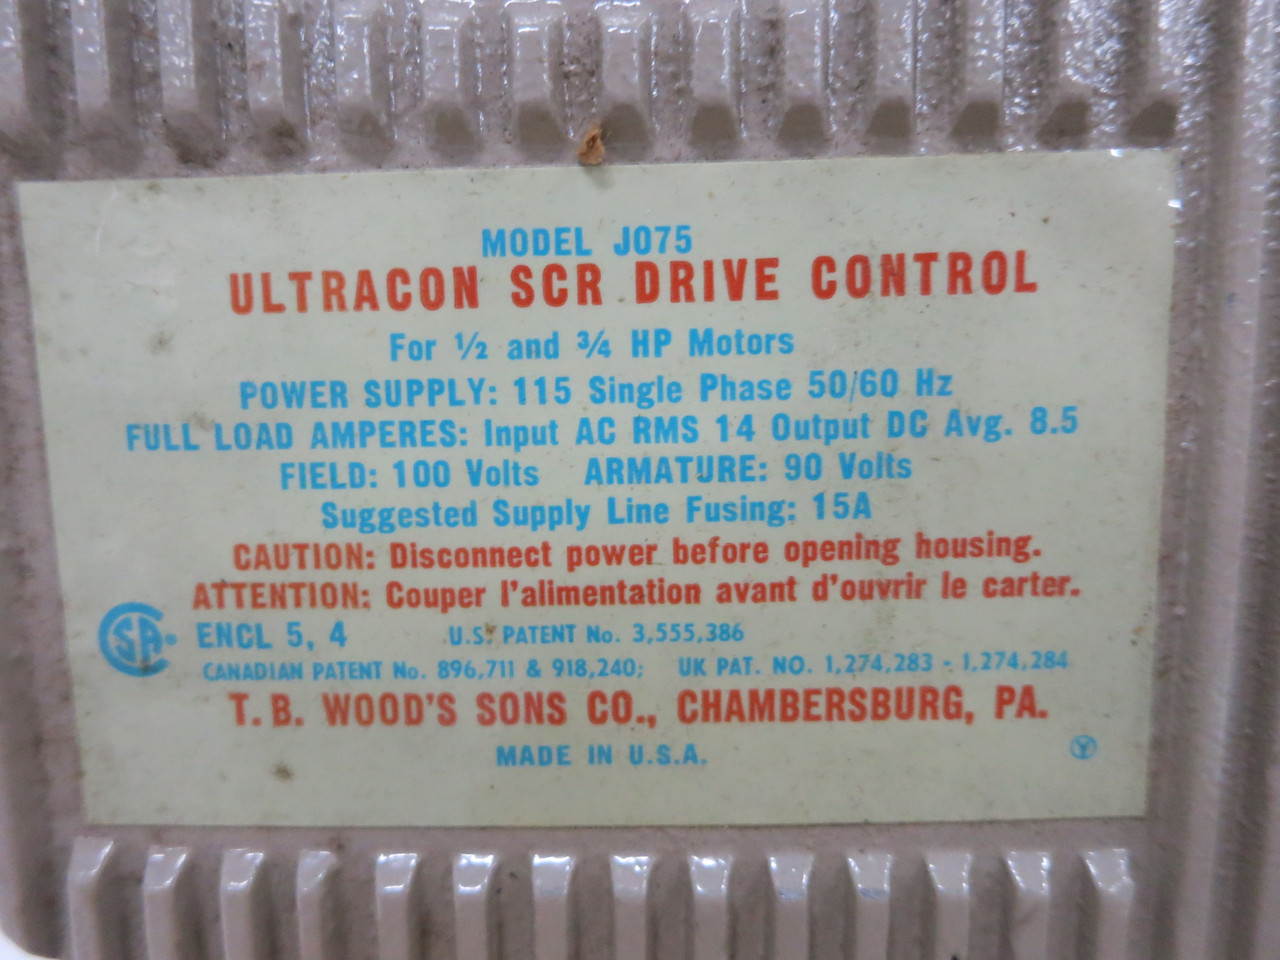 MODEL J075
ULTRACON SCR DRIVE CONTROL
For ½ and ¾ HP Motors
POWER SUPPLY: 115 Single Phase 50/60 Hz
FULL LOAD AMPERES: Input AC RMS 14 Output DC Avg. 8.5
FIELD: 100 Volts ARMATURE: 90 Volts
Suggested Supply Line Fusing: 15A
CAUTION: Disconnect power before opening housing.
ATTENTION: Couper l'alimentation avant d'ouvrir le carter.
SA® ENCL 5, 4 U.S. PATENT No. 3,555,386
CANADIAN PATENT No. 896,711 & 918,240; UK PAT. NO. 1,274,283 - 1,274,284
T. B. WOOD'S SONS CO., CHAMBERSBURG, PA.
MADE IN U.S.A.